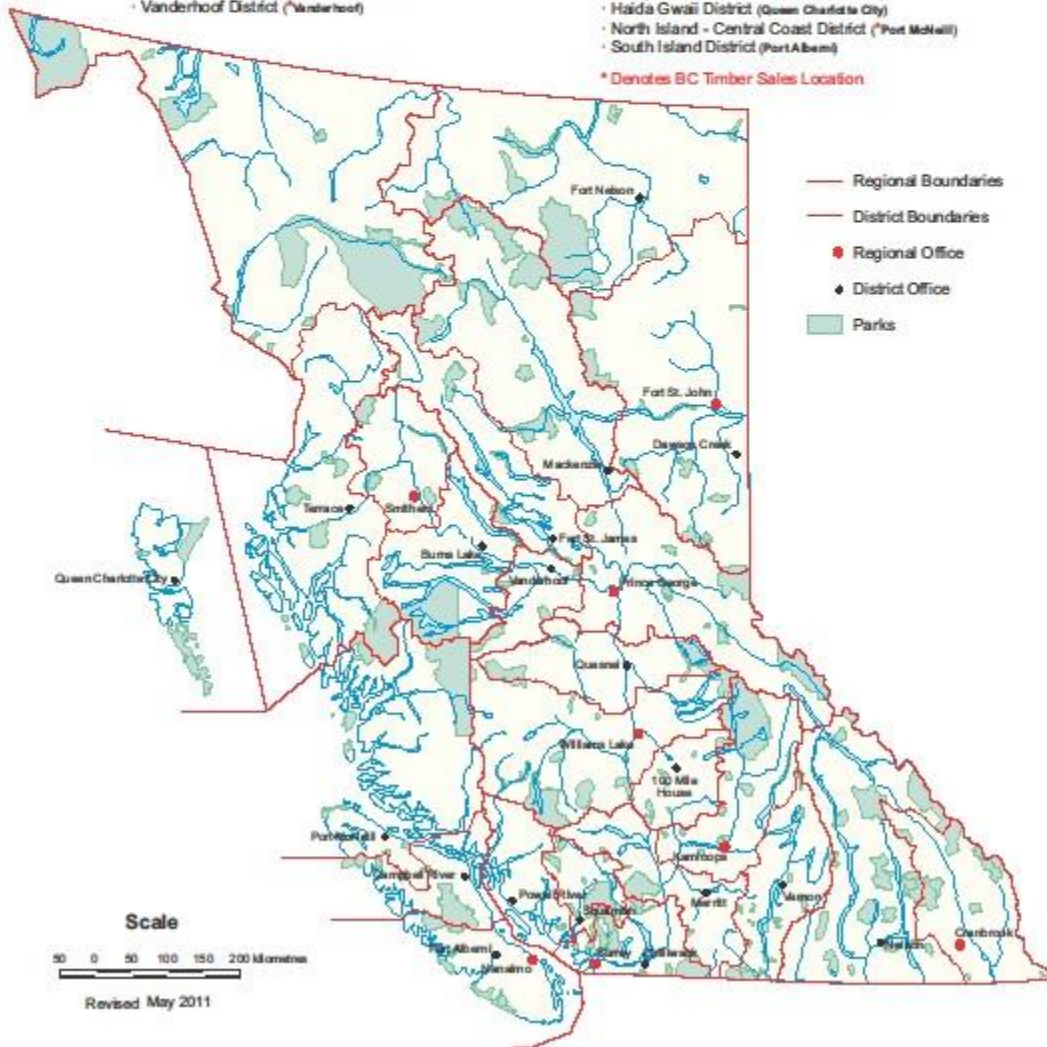 · Vanderhoof District (*Vanderhoof)
· Haida Gwaii District (Queen Charlotte City)
· North Island - Central Coast District (*Port McNeill)
· South Island District (Port Alberni)
* Denotes BC Timber Sales Location
Regional Boundaries
District Boundaries
Regional Office
District Office
Parks
Fort Nelson
Fort St. John
Dawson Creek
Mackenzie
Terrace
Smithers
Fort St. James
Burns Lake
Vanderhoof
Queen Charlotte City
Prince George
Quesnel
Williams Lake
100 Mile
House
Port McNeill
Kamloops
Campbell River
Powell River
Merritt
Vernon
Squamish
Port Alberni
Nanaimo
Surrey
Chilliwack
Nelson
Cranbrook
Scale
50 0 50 100 150 200 kilometres
Revised May 2011